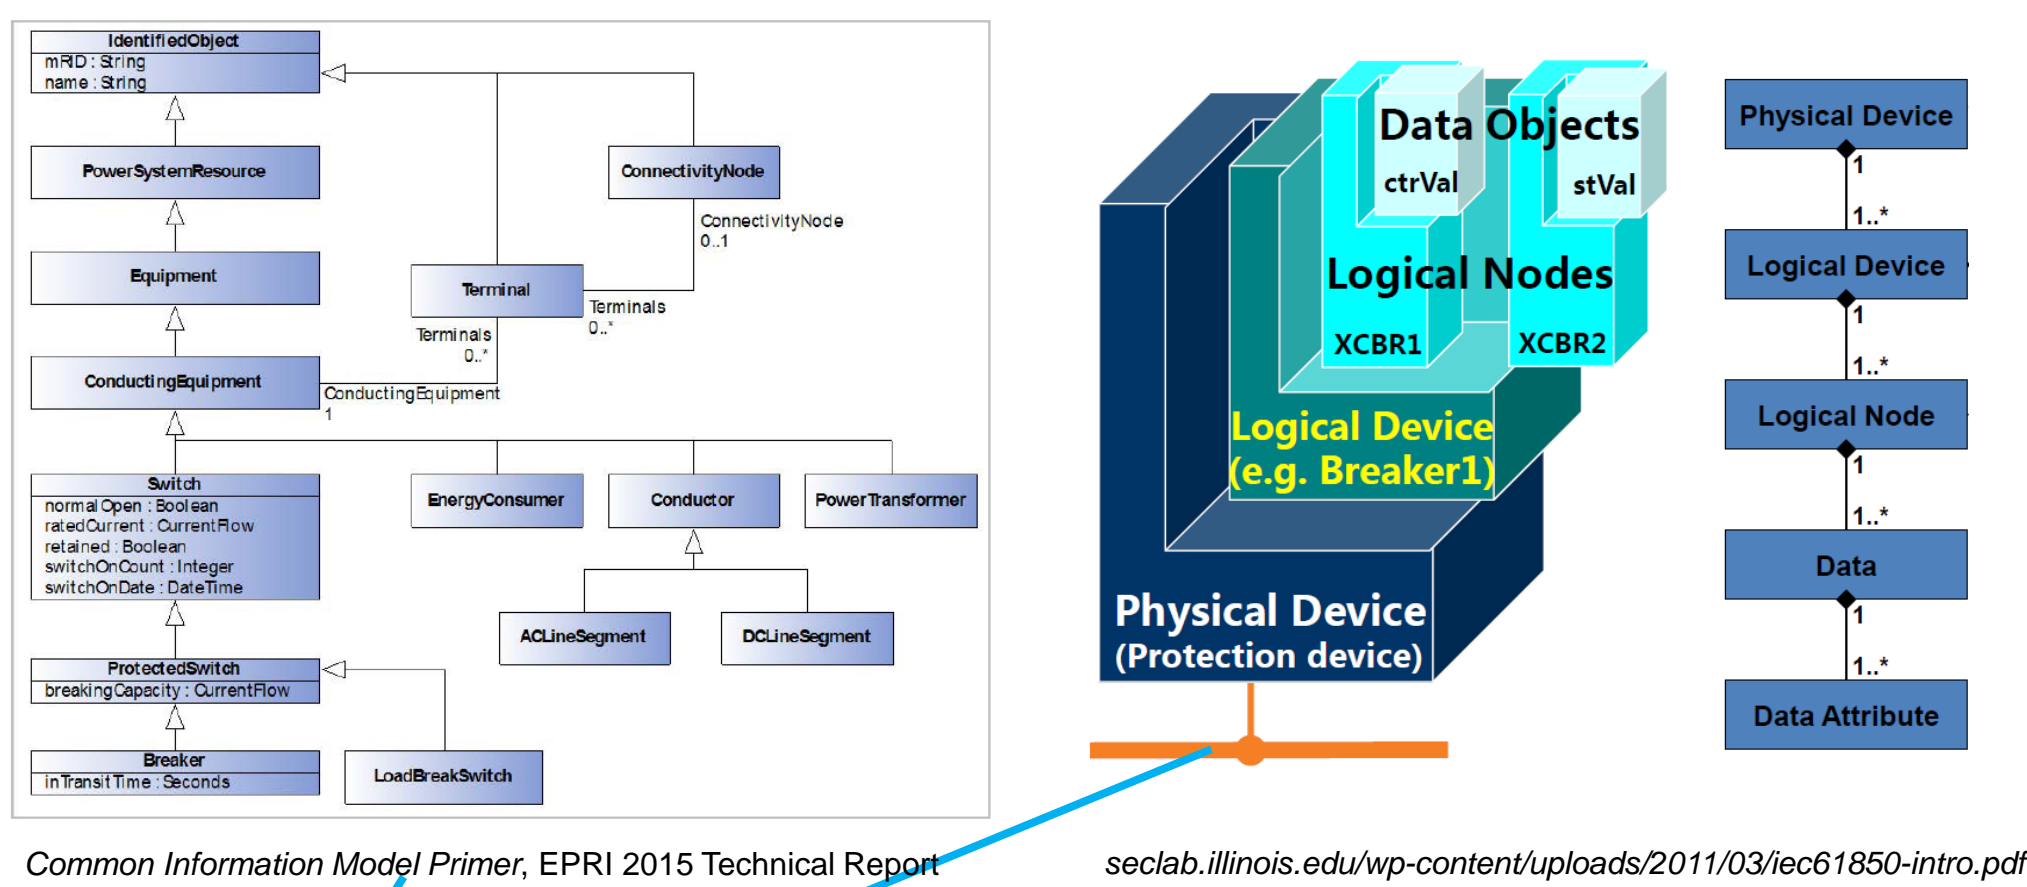 IdentifiedObject
mRID : String
name : String
PowerSystemResource
ConnectivityNode
ConnectivityNode
0..1
Equipment
Terminal
Terminals
0..*
Terminals
0..*
ConductingEquipment
ConductingEquipment
1
Switch
normalOpen : Boolean
ratedCurrent : CurrentFlow
retained : Boolean
switchOnCount : Integer
switchOnDate : DateTime
EnergyConsumer
Conductor
PowerTransformer
ACLineSegment
DCLineSegment
ProtectedSwitch
breakingCapacity : CurrentFlow
Breaker
inTransitTime : Seconds
LoadBreakSwitch
Common Information Model Primer, EPRI 2015 Technical Report
Data Objects
ctrVal
stVal
Logical Nodes
XCBR1
XCBR2
Logical Device
(e.g. Breaker1)
Physical Device
(Protection device)
Physical Device
1
1..*
Logical Device
1
1..*
Logical Node
1
1..*
Data
1
1..*
Data Attribute
seclab.illinois.edu/wp-content/uploads/2011/03/iec61850-intro.pdf